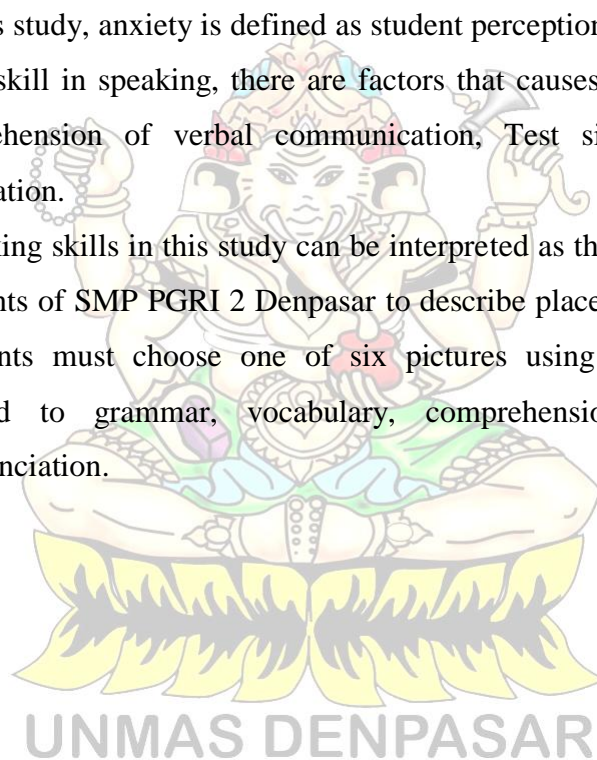 s study, anxiety is defined as student perception
skill in speaking, there are factors that causes
ehension of verbal communication, Test si
ation.
king skills in this study can be interpreted as th
nts of SMP PGRI 2 Denpasar to describe place
ents must choose one of six pictures using
d to grammar, vocabulary, comprehensio
nciation.
UNMAS DENPASAR